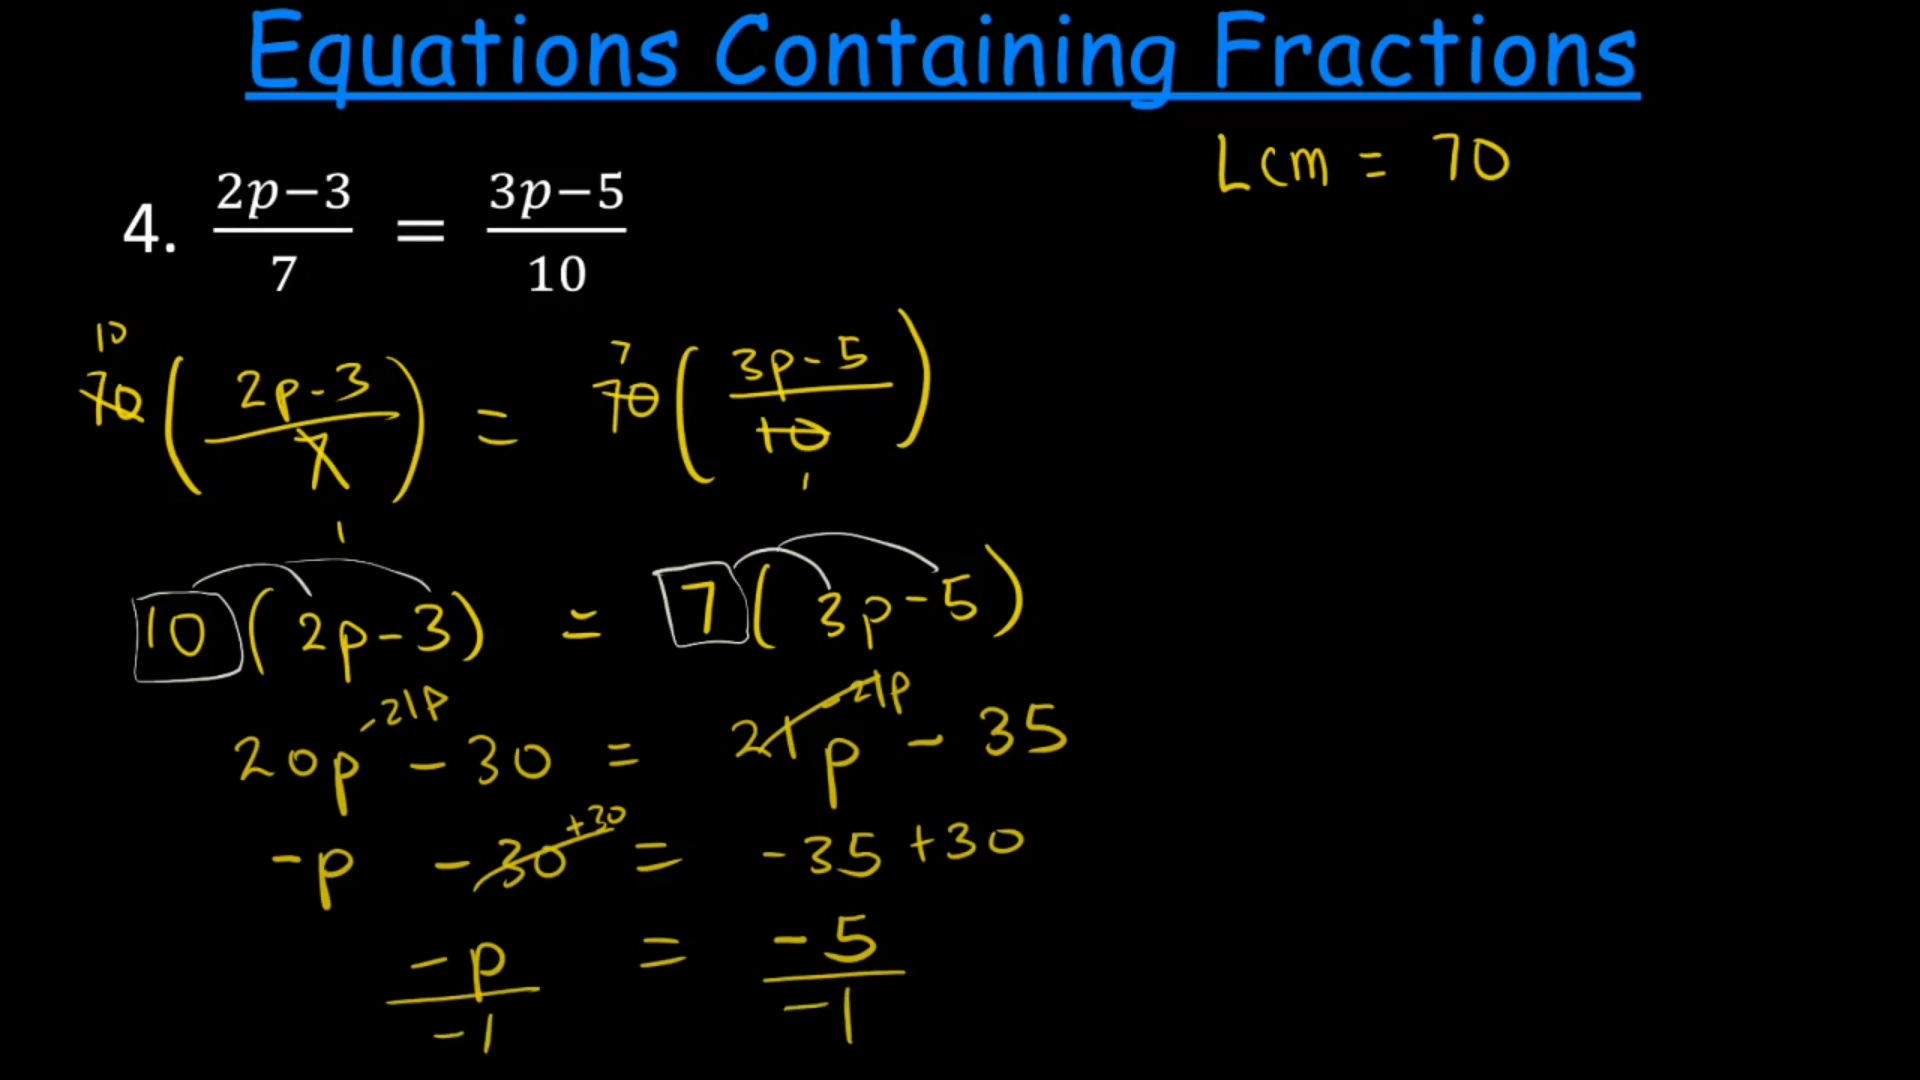 Equations Containing Fractions
Lcm = 70
4. (2p−3)/7 = (3p−5)/10
10 7
70 ( (2p-3)/7 ) = 70 ( (3p-5)/10 )
1 1
10 (2p-3) = 7 (3p-5)
-21p -21p
20p - 30 = 21p - 35
+30
-p - 30 = -35 +30
-p = -5
-1 -1